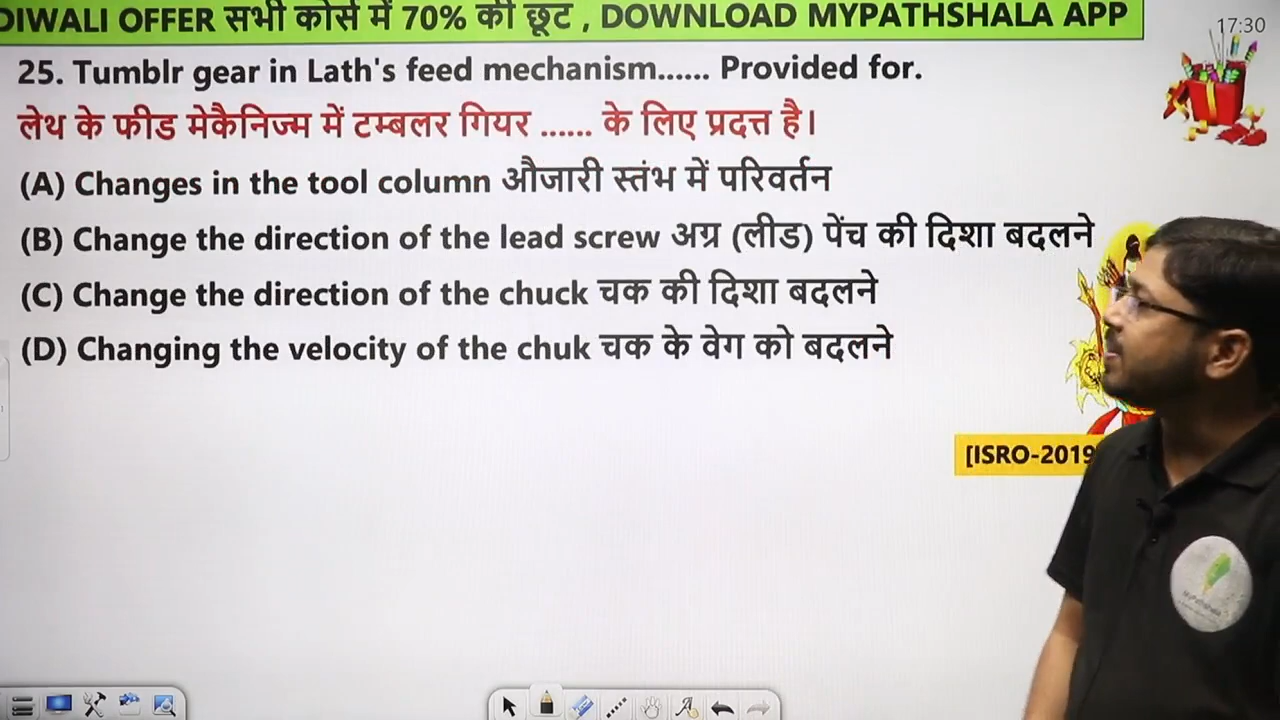 DIWALI OFFER सभी कोर्स में 70% की छूट , DOWNLOAD MYPATHSHALA APP
17:30
25. Tumblr gear in Lath's feed mechanism...... Provided for.
लेथ के फीड मेकैनिज्म में टम्बलर गियर ...... के लिए प्रदत्त है।
(A) Changes in the tool column औजारी स्तंभ में परिवर्तन
(B) Change the direction of the lead screw अग्र (लीड) पेंच की दिशा बदलने
(C) Change the direction of the chuck चक की दिशा बदलने
(D) Changing the velocity of the chuk चक के वेग को बदलने
[ISRO-2019
MyPathshala